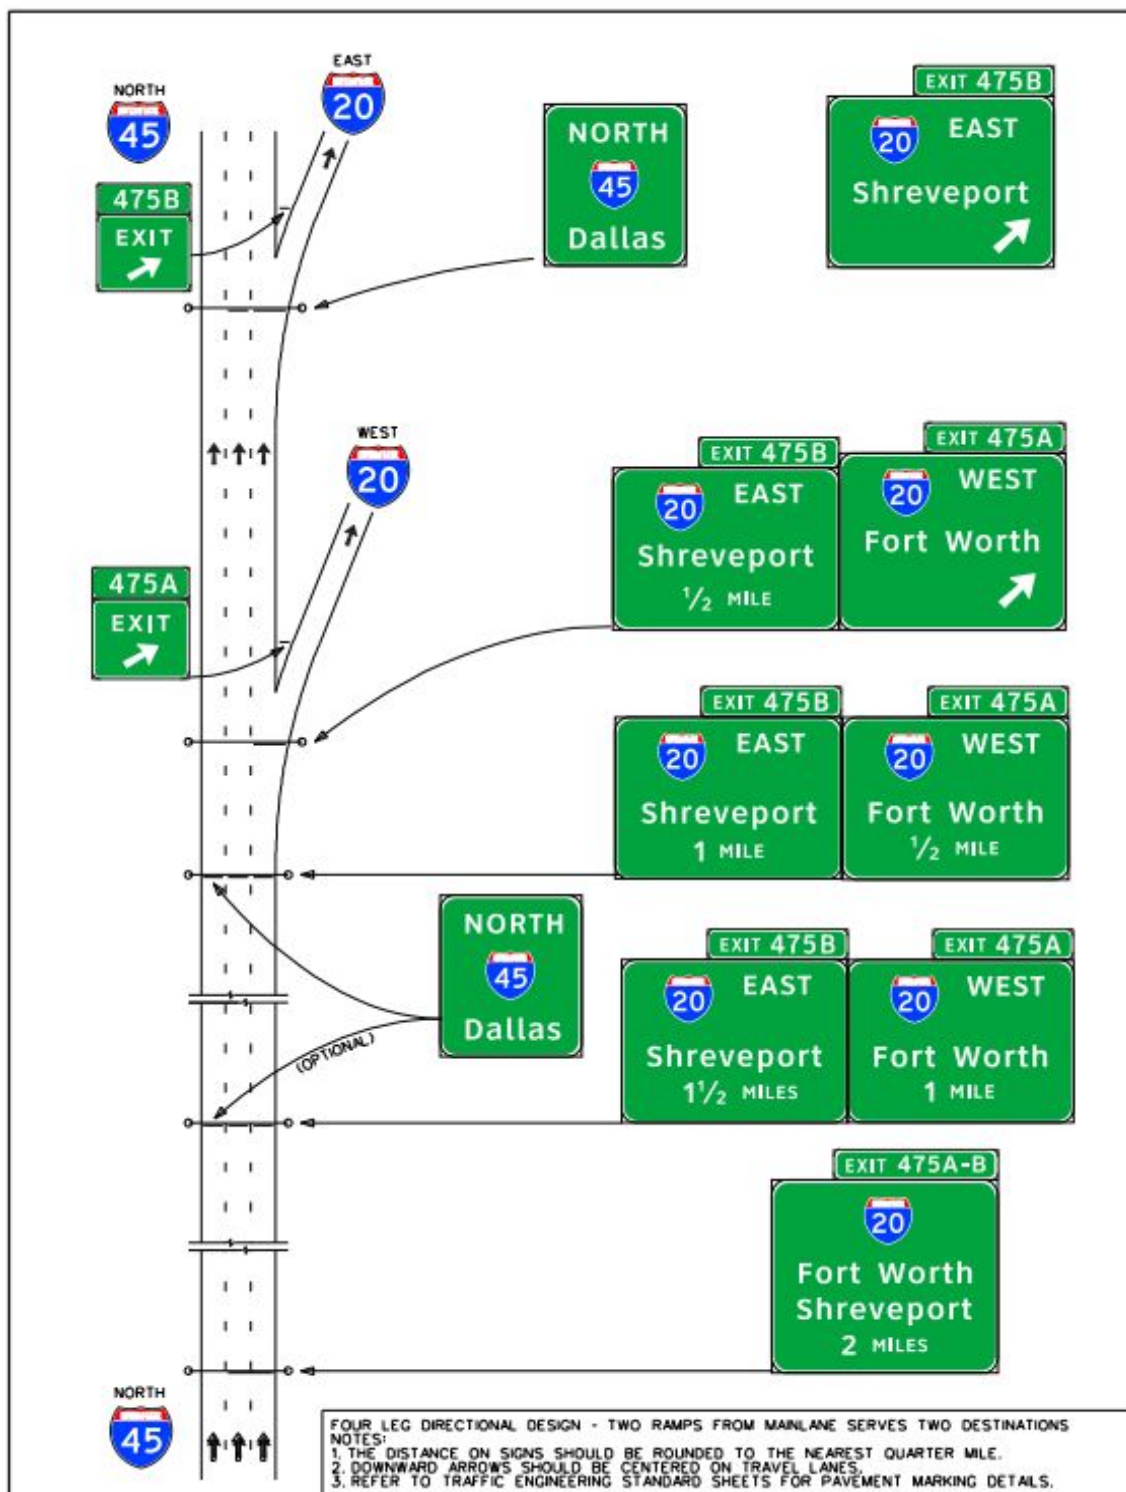 EAST
20
NORTH
45
475B
EXIT
NORTH
45
Dallas
EXIT 475B
20 EAST
Shreveport
WEST
20
475A
EXIT
EXIT 475B
20 EAST
Shreveport
1/2 MILE
EXIT 475A
20 WEST
Fort Worth
EXIT 475B
20 EAST
Shreveport
1 MILE
EXIT 475A
20 WEST
Fort Worth
1/2 MILE
NORTH
45
Dallas
(OPTIONAL)
EXIT 475B
20 EAST
Shreveport
1 1/2 MILES
EXIT 475A
20 WEST
Fort Worth
1 MILE
EXIT 475A-B
20
Fort Worth
Shreveport
2 MILES
NORTH
45
FOUR LEG DIRECTIONAL DESIGN - TWO RAMPS FROM MAINLANE SERVES TWO DESTINATIONS
NOTES:
1. THE DISTANCE ON SIGNS SHOULD BE ROUNDED TO THE NEAREST QUARTER MILE.
2. DOWNWARD ARROWS SHOULD BE CENTERED ON TRAVEL LANES.
3. REFER TO TRAFFIC ENGINEERING STANDARD SHEETS FOR PAVEMENT MARKING DETAILS.